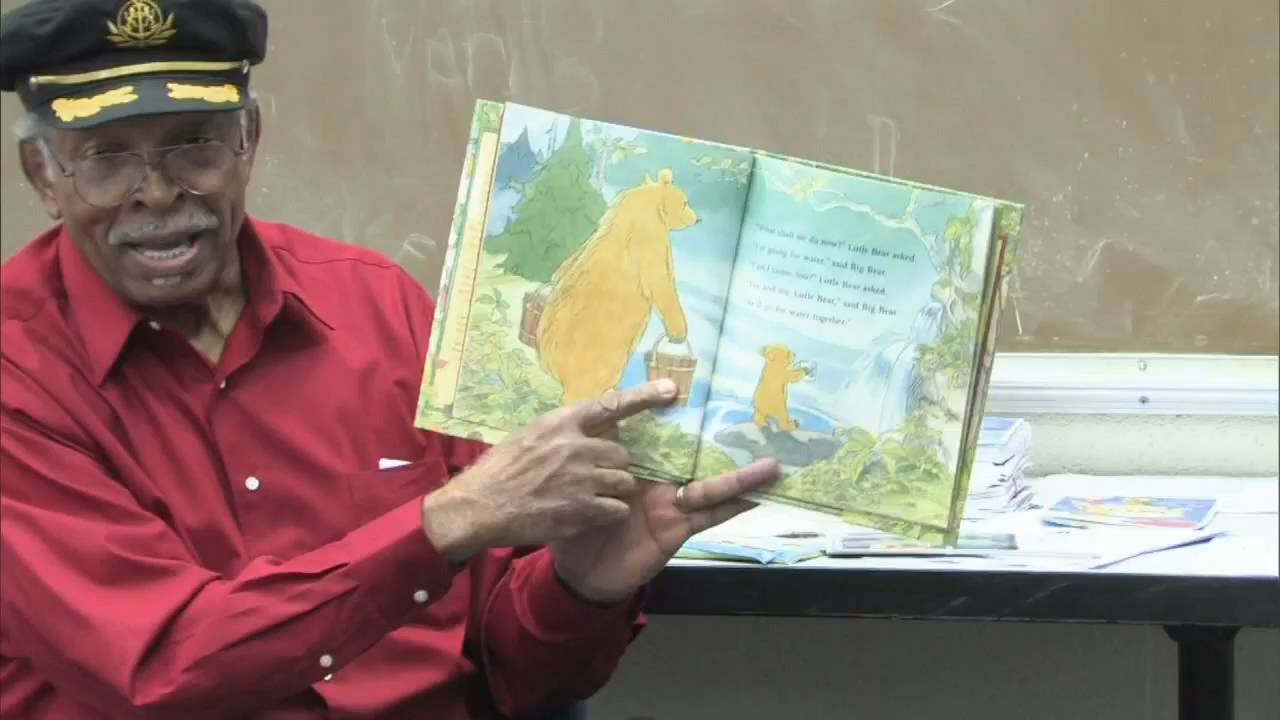 "What shall we do now?" Little Bear asked.
"I'm going for water," said Big Bear.
"Can I come, too?" Little Bear asked.
"You and me, Little Bear," said Big Bear
"We'll go for water together."